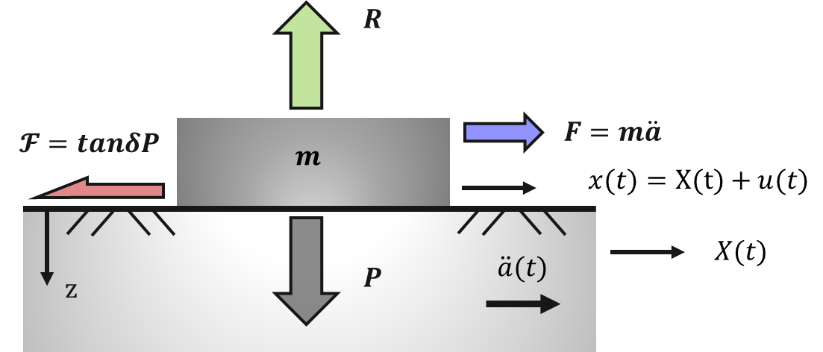 R
ℱ = tanδP
F = mä
m
x(t) = X(t) + u(t)
X(t)
ä(t)
P
z